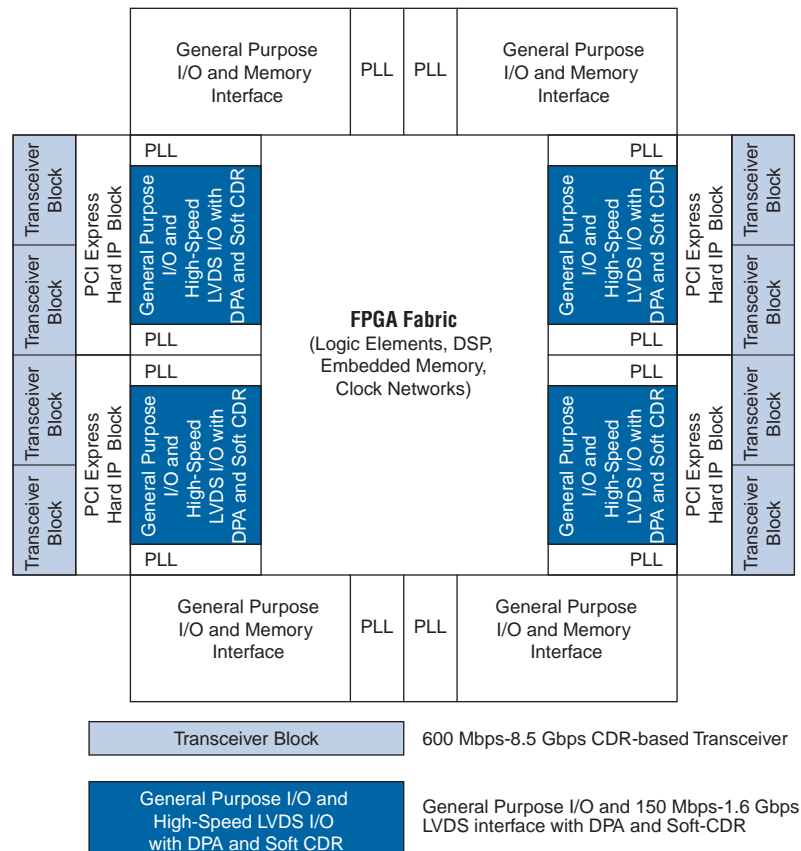 General Purpose
I/O and Memory
Interface
PLL
PLL
General Purpose
I/O and Memory
Interface
Transceiver
Block
Transceiver
Block
PCI Express
Hard IP Block
PLL
General Purpose
I/O and
High-Speed
LVDS I/O with
DPA and Soft CDR
PLL
Transceiver
Block
Transceiver
Block
PCI Express
Hard IP Block
PLL
General Purpose
I/O and
High-Speed
LVDS I/O with
DPA and Soft CDR
PLL
FPGA Fabric
(Logic Elements, DSP,
Embedded Memory,
Clock Networks)
PLL
General Purpose
I/O and
High-Speed
LVDS I/O with
DPA and Soft CDR
PLL
PCI Express
Hard IP Block
Transceiver
Block
Transceiver
Block
PLL
General Purpose
I/O and
High-Speed
LVDS I/O with
DPA and Soft CDR
PLL
PCI Express
Hard IP Block
Transceiver
Block
Transceiver
Block
General Purpose
I/O and Memory
Interface
PLL
PLL
General Purpose
I/O and Memory
Interface
Transceiver Block
600 Mbps-8.5 Gbps CDR-based Transceiver
General Purpose I/O and
High-Speed LVDS I/O
with DPA and Soft CDR
General Purpose I/O and 150 Mbps-1.6 Gbps
LVDS interface with DPA and Soft-CDR